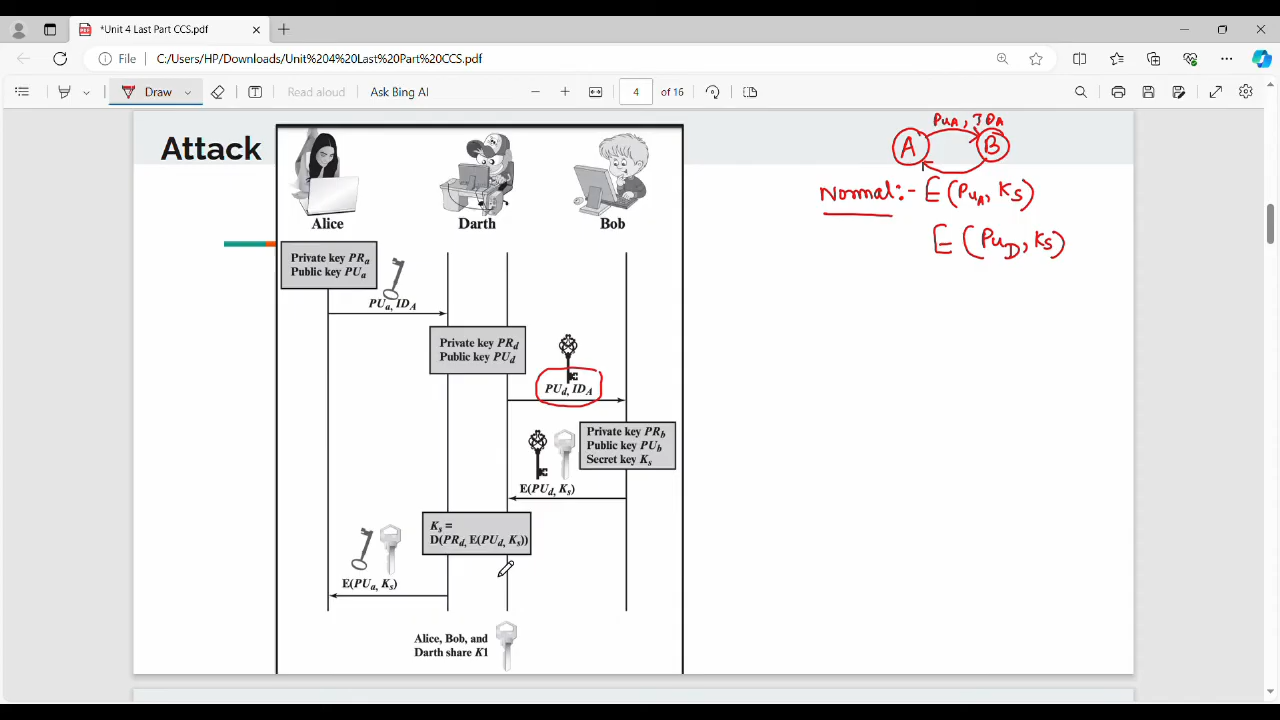 *Unit 4 Last Part CCS.pdf
File
C:/Users/HP/Downloads/Unit%204%20Last%20Part%20CCS.pdf
Draw
Read aloud
Ask Bing AI
4
of 16
Attack
Alice
Darth
Bob
Private key PRa
Public key PUa
PUa, IDA
Private key PRd
Public key PUd
PUd, IDA
Private key PRb
Public key PUb
Secret key Ks
E(PUd, Ks)
Ks =
D(PRd, E(PUd, Ks))
E(PUa, Ks)
Alice, Bob, and
Darth share K1
PUA, IDA
A
B
Normal:- E(PUA, KS)
E(PUD, KS)